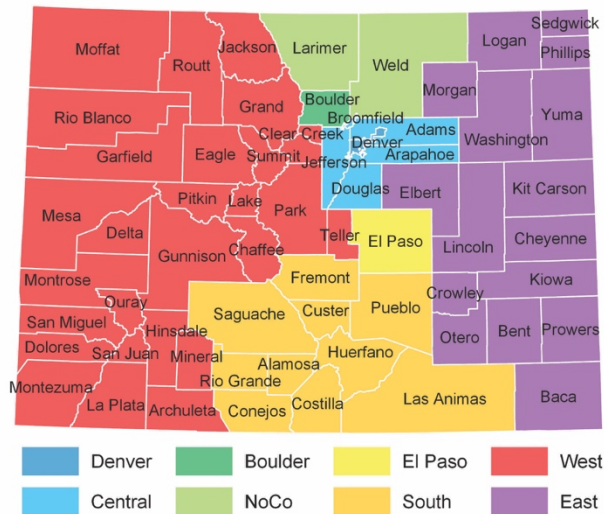 Sedgwick
Moffat
Routt
Jackson
Larimer
Weld
Logan
Phillips
Morgan
Grand
Boulder
Rio Blanco
Broomfield
Yuma
Clear Creek
Denver
Adams
Washington
Garfield
Eagle
Summit
Jefferson
Arapahoe
Pitkin
Lake
Park
Douglas
Elbert
Kit Carson
Mesa
Delta
Teller
El Paso
Lincoln
Cheyenne
Gunnison
Chaffee
Fremont
Montrose
Crowley
Kiowa
Ouray
Saguache
Custer
Pueblo
San Miguel
Hinsdale
Otero
Bent
Prowers
Dolores
San Juan
Mineral
Huerfano
Alamosa
Rio Grande
Montezuma
La Plata
Archuleta
Conejos
Costilla
Las Animas
Baca
Denver
Boulder
El Paso
West
Central
NoCo
South
East